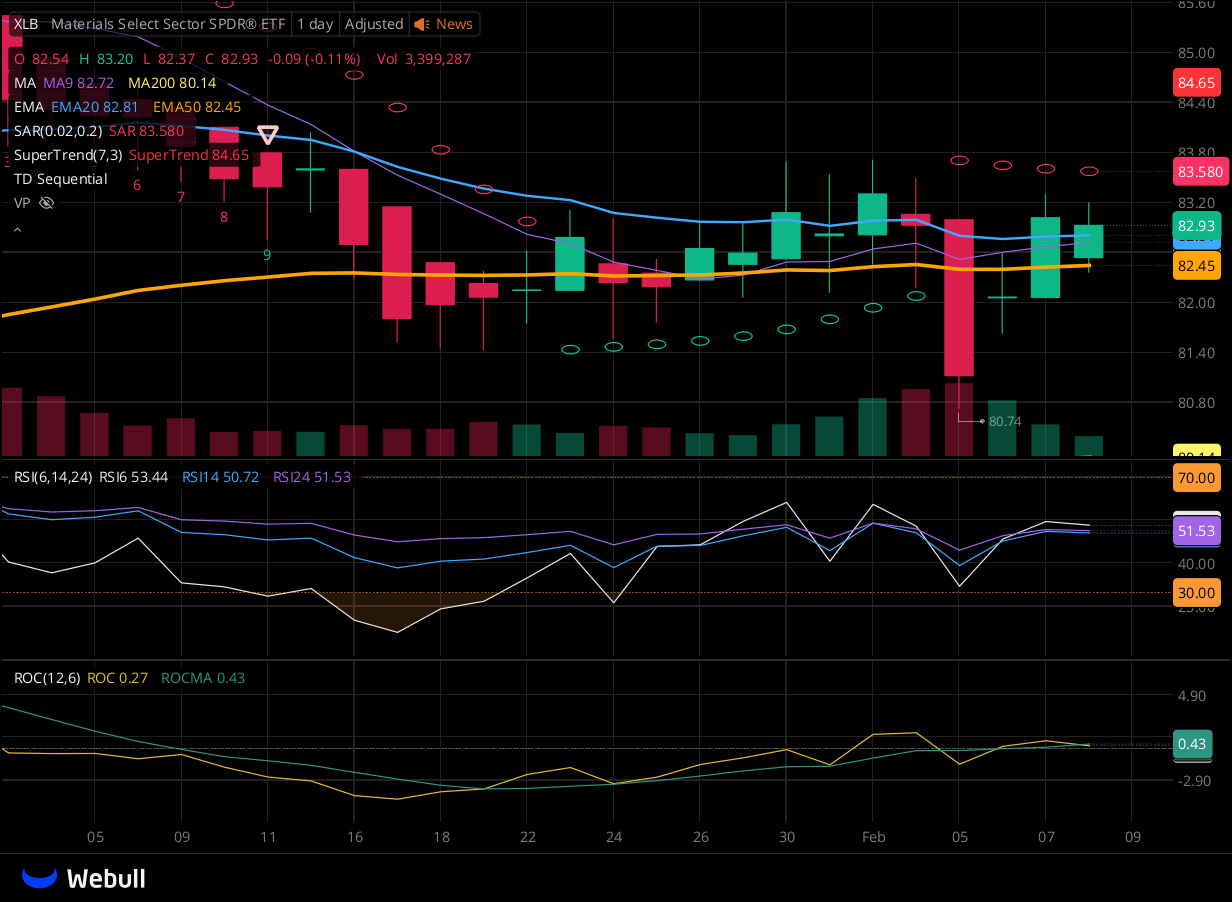 85.60
XLB Materials Select Sector SPDR® ETF 1 day Adjusted News
85.00
O 82.54 H 83.20 L 82.37 C 82.93 -0.09 (-0.11%) Vol 3,399,287
84.65
MA MA9 82.72 MA200 80.14
84.40
EMA EMA20 82.81 EMA50 82.45
SAR(0.02,0.2) SAR 83.580
83.80
SuperTrend(7,3) SuperTrend 84.65
83.580
TD Sequential
6
7
8
9
VP
83.20
82.93
82.45
82.00
81.40
80.80
80.74
80.14
RSI(6,14,24) RSI6 53.44 RSI14 50.72 RSI24 51.53
70.00
51.53
40.00
30.00
25.00
ROC(12,6) ROC 0.27 ROCMA 0.43
4.90
0.43
-2.90
05 09 11 16 18 22 24 26 30 Feb 05 07 09
Webull